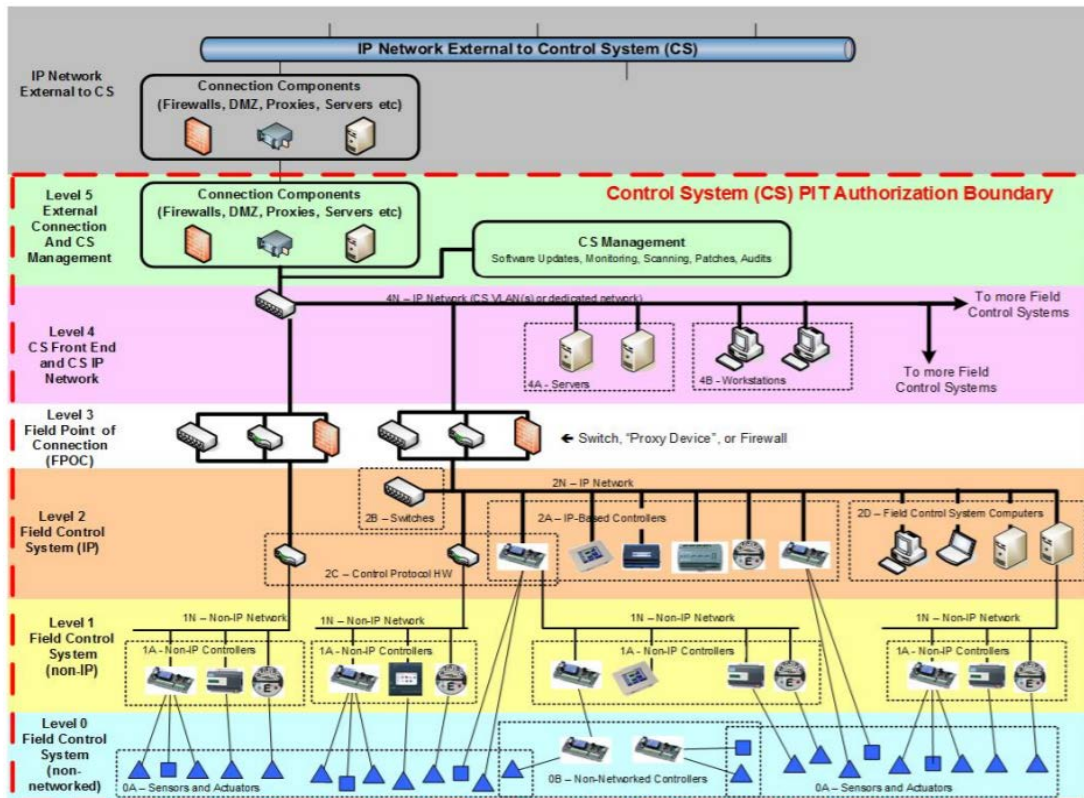 IP Network External to Control System (CS)
IP Network
External to CS
Connection Components
(Firewalls, DMZ, Proxies, Servers etc)
Control System (CS) PIT Authorization Boundary
Level 5
External
Connection
And CS
Management
Connection Components
(Firewalls, DMZ, Proxies, Servers etc)
CS Management
Software Updates, Monitoring, Scanning, Patches, Audits
Level 4
CS Front End
and CS IP
Network
4N – IP Network (CS VLAN(s) or dedicated network)
To more Field
Control Systems
4A - Servers
4B - Workstations
To more Field
Control Systems
Level 3
Field Point of
Connection
(FPOC)
← Switch, "Proxy Device", or Firewall
Level 2
Field Control
System (IP)
2N – IP Network
2B – Switches
2A – IP-Based Controllers
2D – Field Control System Computers
2C – Control Protocol HW
Level 1
Field Control
System
(non-IP)
1N – Non-IP Network
1N – Non-IP Network
1N – Non-IP Network
1N – Non-IP Network
1A - Non-IP Controllers
1A - Non-IP Controllers
1A - Non-IP Controllers
1A - Non-IP Controllers
E
E
E
E
Level 0
Field Control
System
(non-
networked)
0A – Sensors and Actuators
0B – Non-Networked Controllers
0A – Sensors and Actuators